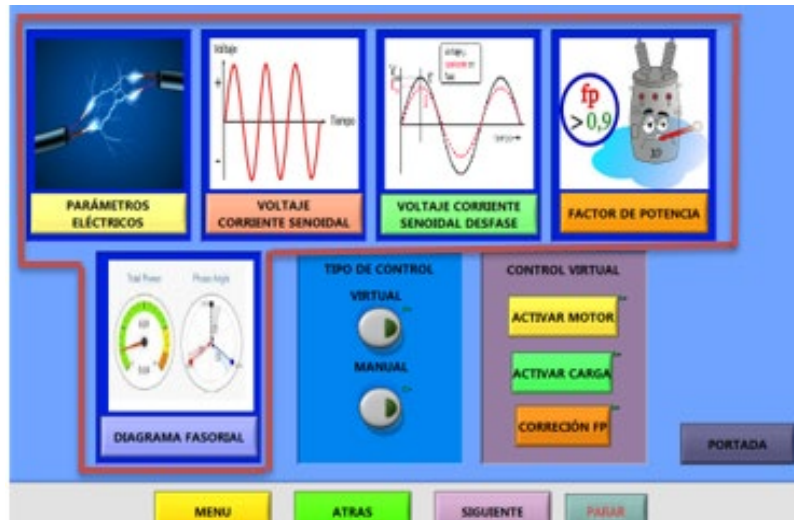 Voltaje
+
-
Tiempo
fp
> 0,9
PARÁMETROS
ELÉCTRICOS
VOLTAJE
CORRIENTE SENOIDAL
VOLTAJE CORRIENTE
SENOIDAL DESFASE
FACTOR DE POTENCIA
Total Power
Phase Angle
DIAGRAMA FASORIAL
TIPO DE CONTROL
VIRTUAL
MANUAL
CONTROL VIRTUAL
ACTIVAR MOTOR
ACTIVAR CARGA
CORRECIÓN FP
PORTADA
MENU
ATRAS
SIGUIENTE
PARAR